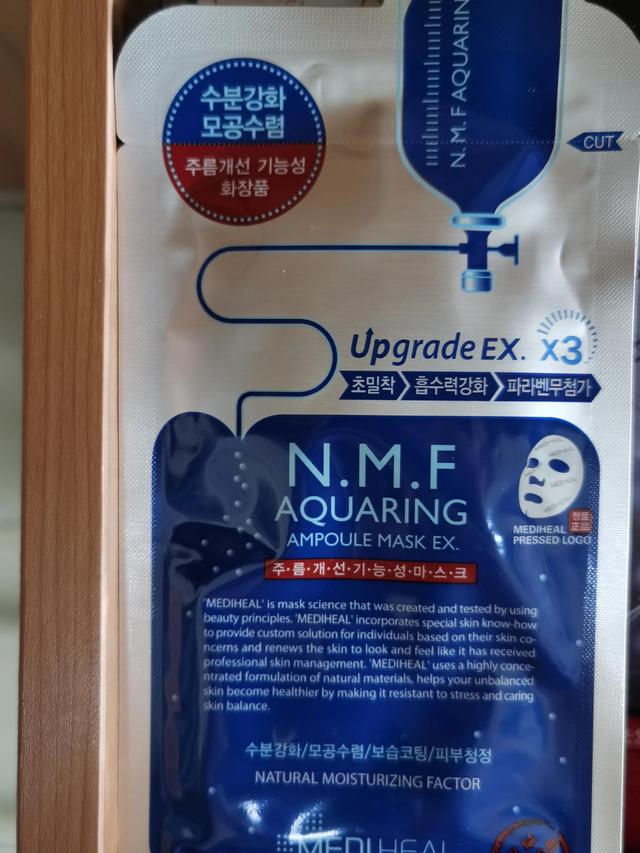 수분강화
모공수렴
주름개선 기능성
화장품
N.M.F AQUARIN
CUT
Upgrade EX. x3
초밀착 흡수력강화 파라벤무첨가
N.M.F
AQUARING
AMPOULE MASK EX.
MEDIHEAL
PRESSED LOGO
정품
正品
주·름·개·선·기·능·성·마·스·크
'MEDIHEAL' is mask science that was created and tested by using
beauty principles. 'MEDIHEAL' incorporates special skin know-how
to provide custom solution for individuals based on their skin co-
ncerns and renews the skin to look and feel like it has received
professional skin management. 'MEDIHEAL' uses a highly conce-
ntrated formulation of natural materials, helps your unbalanced
skin become healthier by making it resistant to stress and caring
skin balance.
수분강화/모공수렴/보습코팅/피부청정
NATURAL MOISTURIZING FACTOR
MEDIHEAL